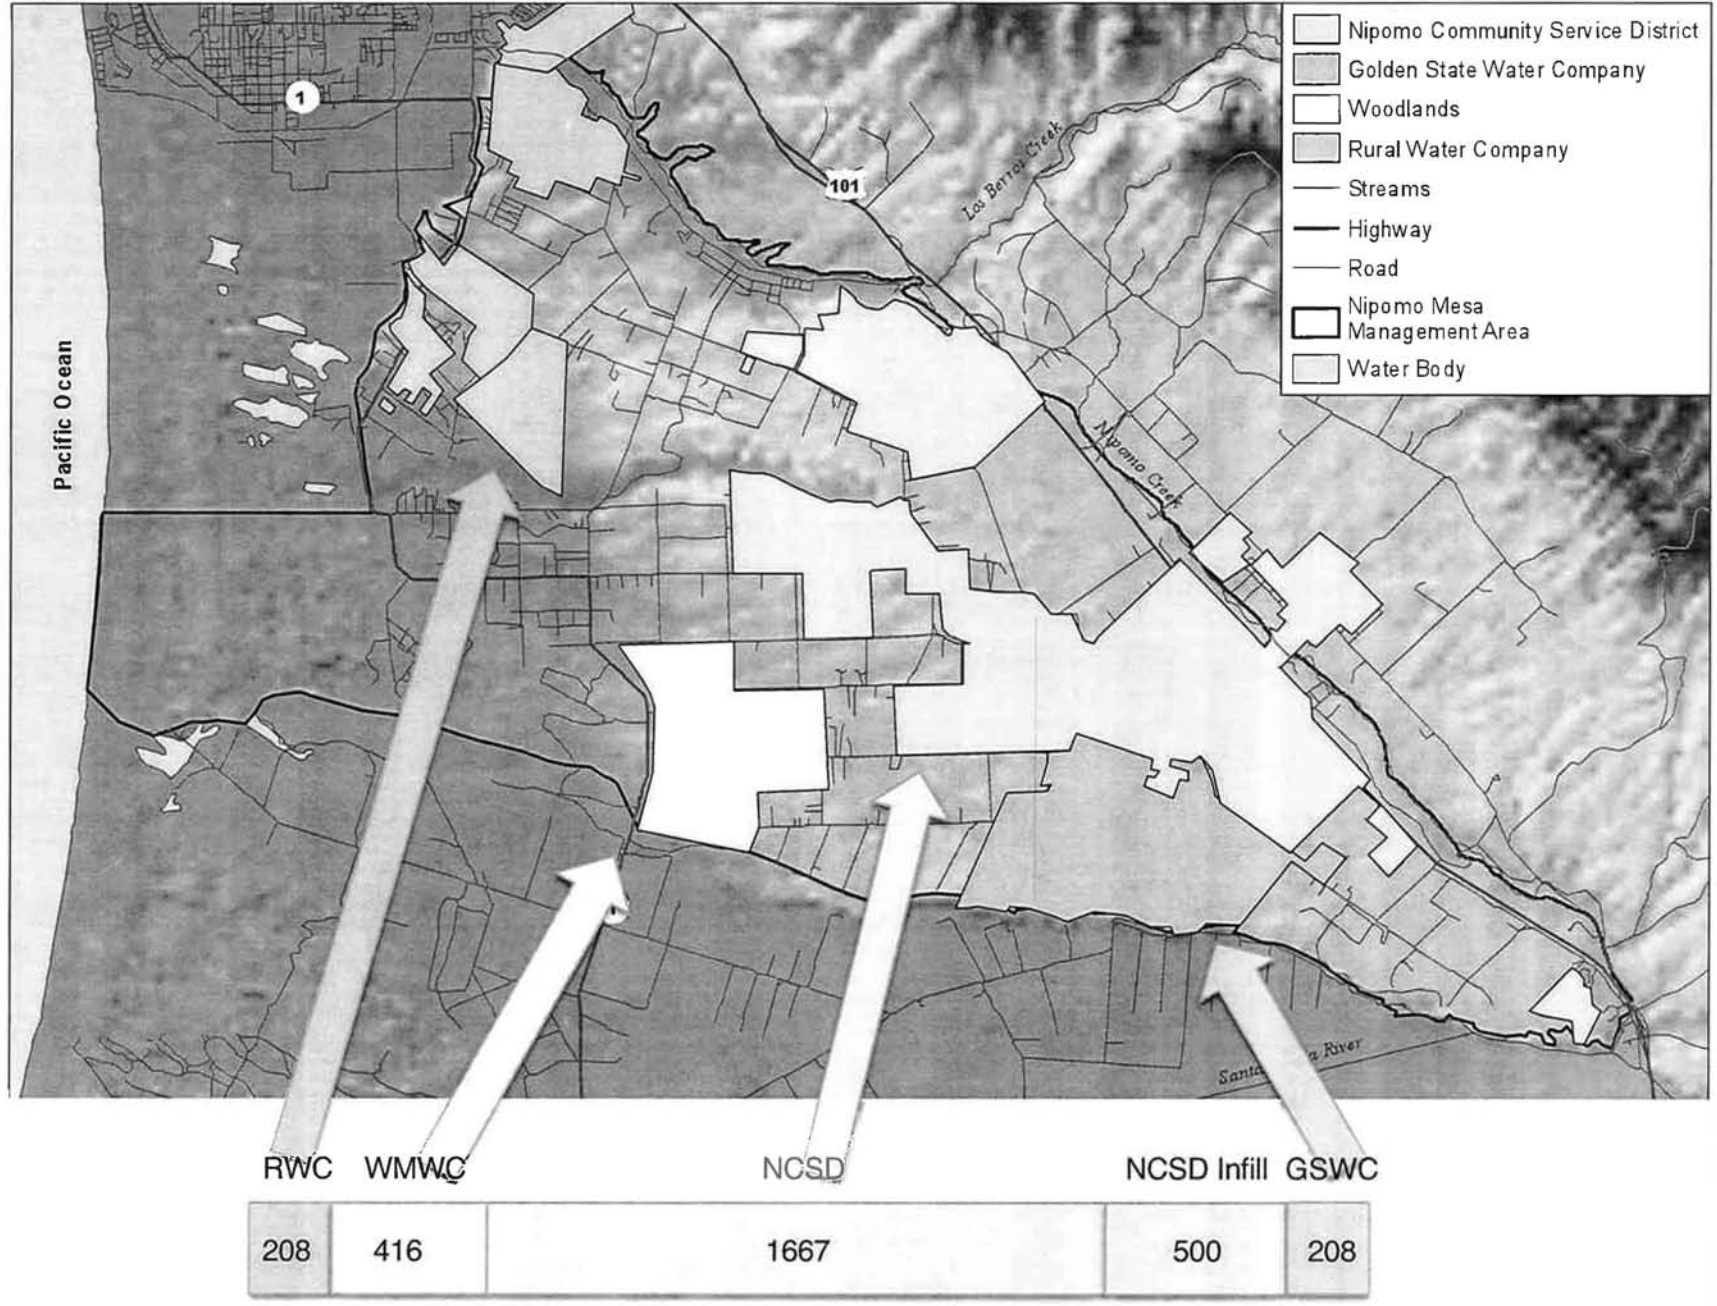 Nipomo Community Service District
Golden State Water Company
Woodlands
Rural Water Company
Streams
Highway
Road
Nipomo Mesa
Management Area
Water Body
1
101
Los Berros Creek
Pacific Ocean
Nipomo Creek
Santa
River
RWC WMWC NCSD NCSD Infill GSWC
208 416 1667 500 208